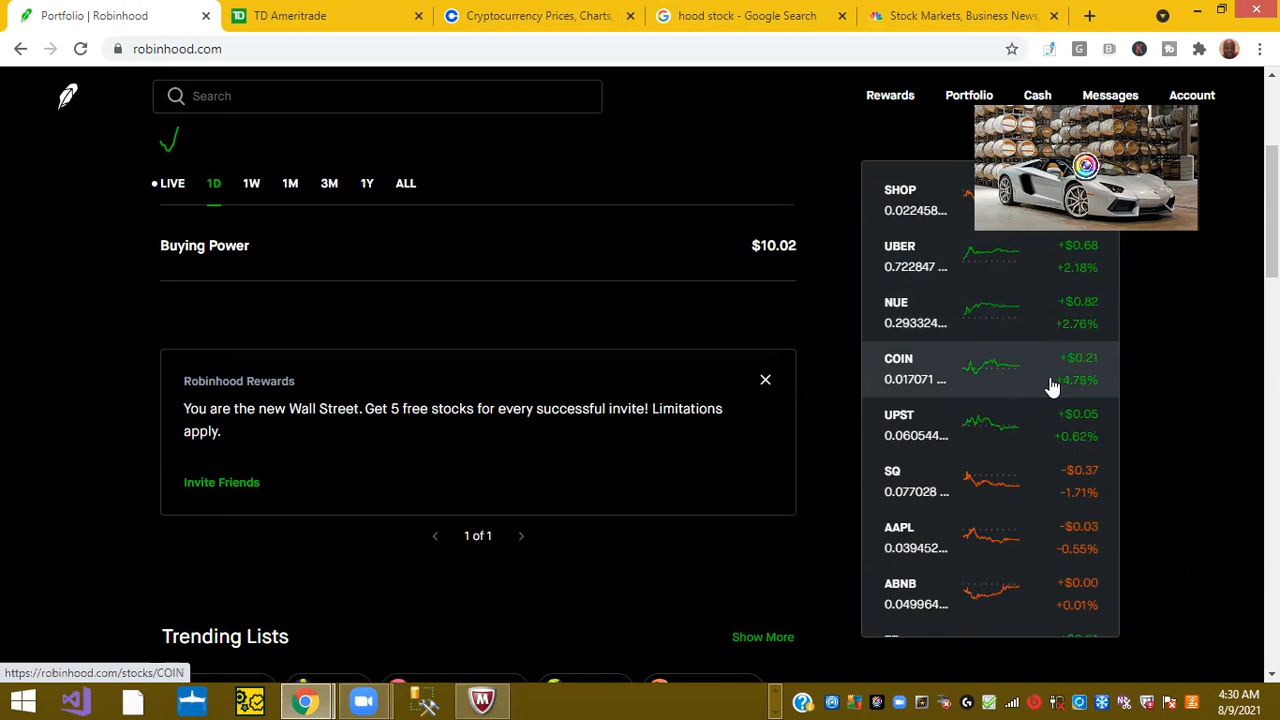 Portfolio | Robinhood
TD Ameritrade
Cryptocurrency Prices, Charts,
hood stock - Google Search
Stock Markets, Business News,
robinhood.com
Search
Rewards
Portfolio
Cash
Messages
Account
LIVE 1D 1W 1M 3M 1Y ALL
Buying Power
$10.02
Robinhood Rewards
You are the new Wall Street. Get 5 free stocks for every successful invite! Limitations
apply.
Invite Friends
1 of 1
Trending Lists
Show More
SHOP
0.022458...
UBER
+$0.68
0.722847 ...
+2.18%
NUE
+$0.82
0.293324...
+2.76%
COIN
+$0.21
0.017071 ...
UPST
+$0.05
0.060544...
+0.62%
SQ
-$0.37
0.077028 ...
-1.71%
AAPL
-$0.03
0.039452...
-0.55%
ABNB
+$0.00
0.049964...
+0.01%
https://robinhood.com/stocks/COIN
4:30 AM
8/9/2021